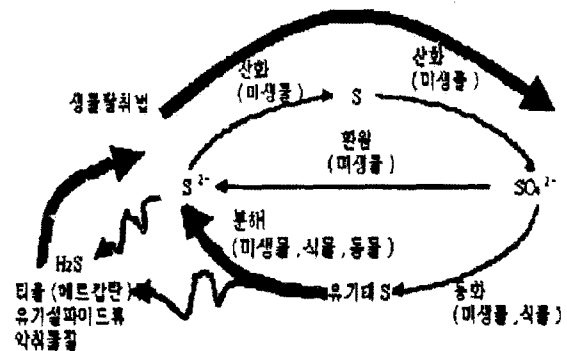 산화
(미생물)
산화
(미생물)
생물탈취법
S
환원
(미생물)
S²⁻
SO₄²⁻
분해
(미생물,식물,동물)
H₂S
티올(메르캅탄)
유기설파이드류
악취물질
유기태 S
동화
(미생물,식물)